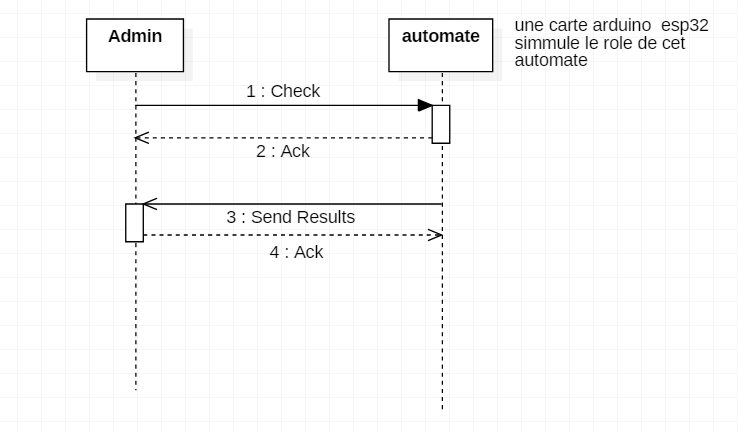 Admin
automate
une carte arduino esp32
simmule le role de cet
automate
1 : Check
2 : Ack
3 : Send Results
4 : Ack